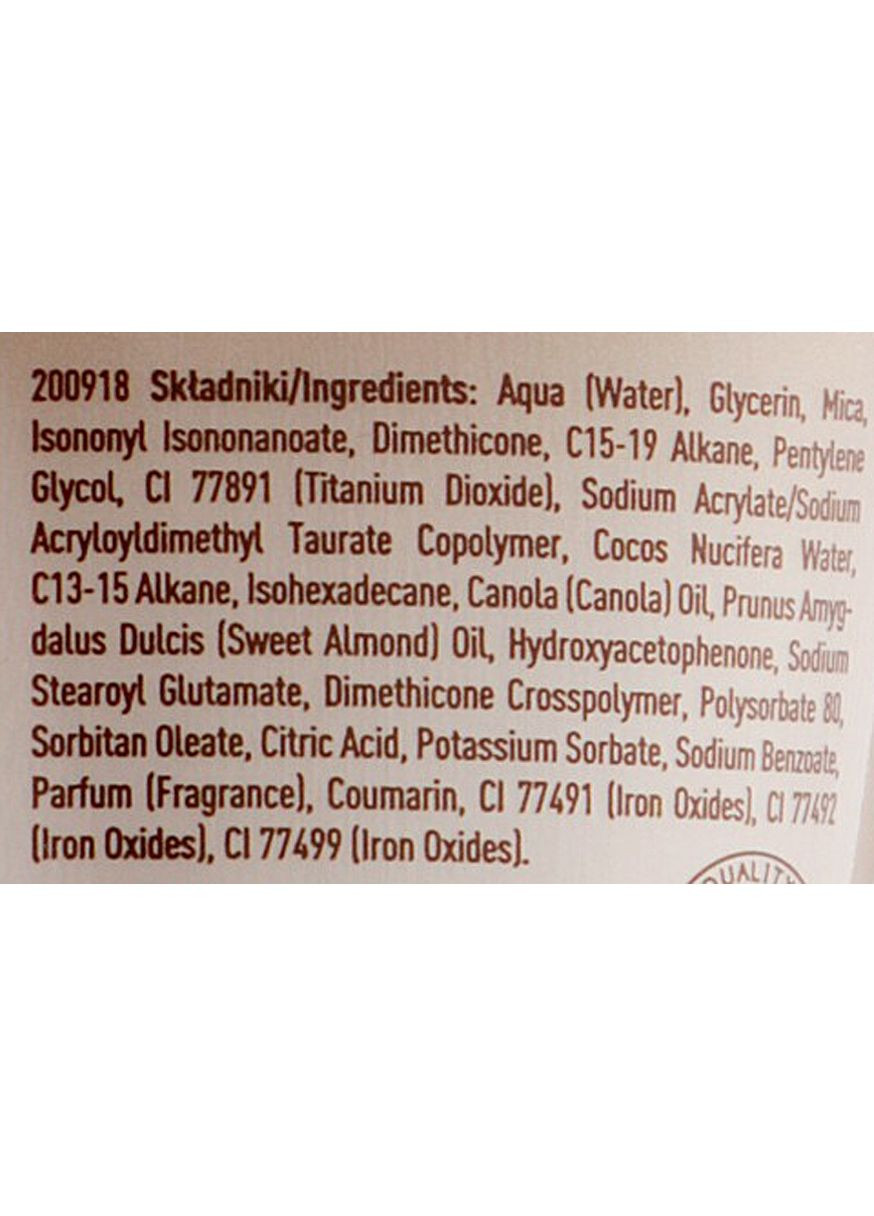 200918 Składniki/Ingredients: Aqua (Water), Glycerin, Mica,
Isononyl Isononanoate, Dimethicone, C15-19 Alkane, Pentylene
Glycol, CI 77891 (Titanium Dioxide), Sodium Acrylate/Sodium
Acryloyldimethyl Taurate Copolymer, Cocos Nucifera Water,
C13-15 Alkane, Isohexadecane, Canola (Canola) Oil, Prunus Amyg-
dalus Dulcis (Sweet Almond) Oil, Hydroxyacetophenone, Sodium
Stearoyl Glutamate, Dimethicone Crosspolymer, Polysorbate 80,
Sorbitan Oleate, Citric Acid, Potassium Sorbate, Sodium Benzoate,
Parfum (Fragrance), Coumarin, CI 77491 (Iron Oxides), CI 77492
(Iron Oxides), CI 77499 (Iron Oxides).
QUALITY